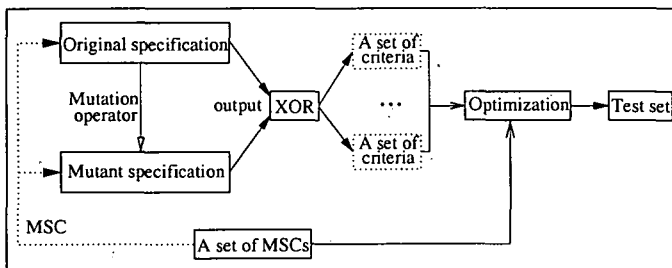 Original specification
Mutation
operator
Mutant specification
MSC
A set of MSCs
output
XOR
A set of
criteria
...
A set of
criteria
Optimization
Test set